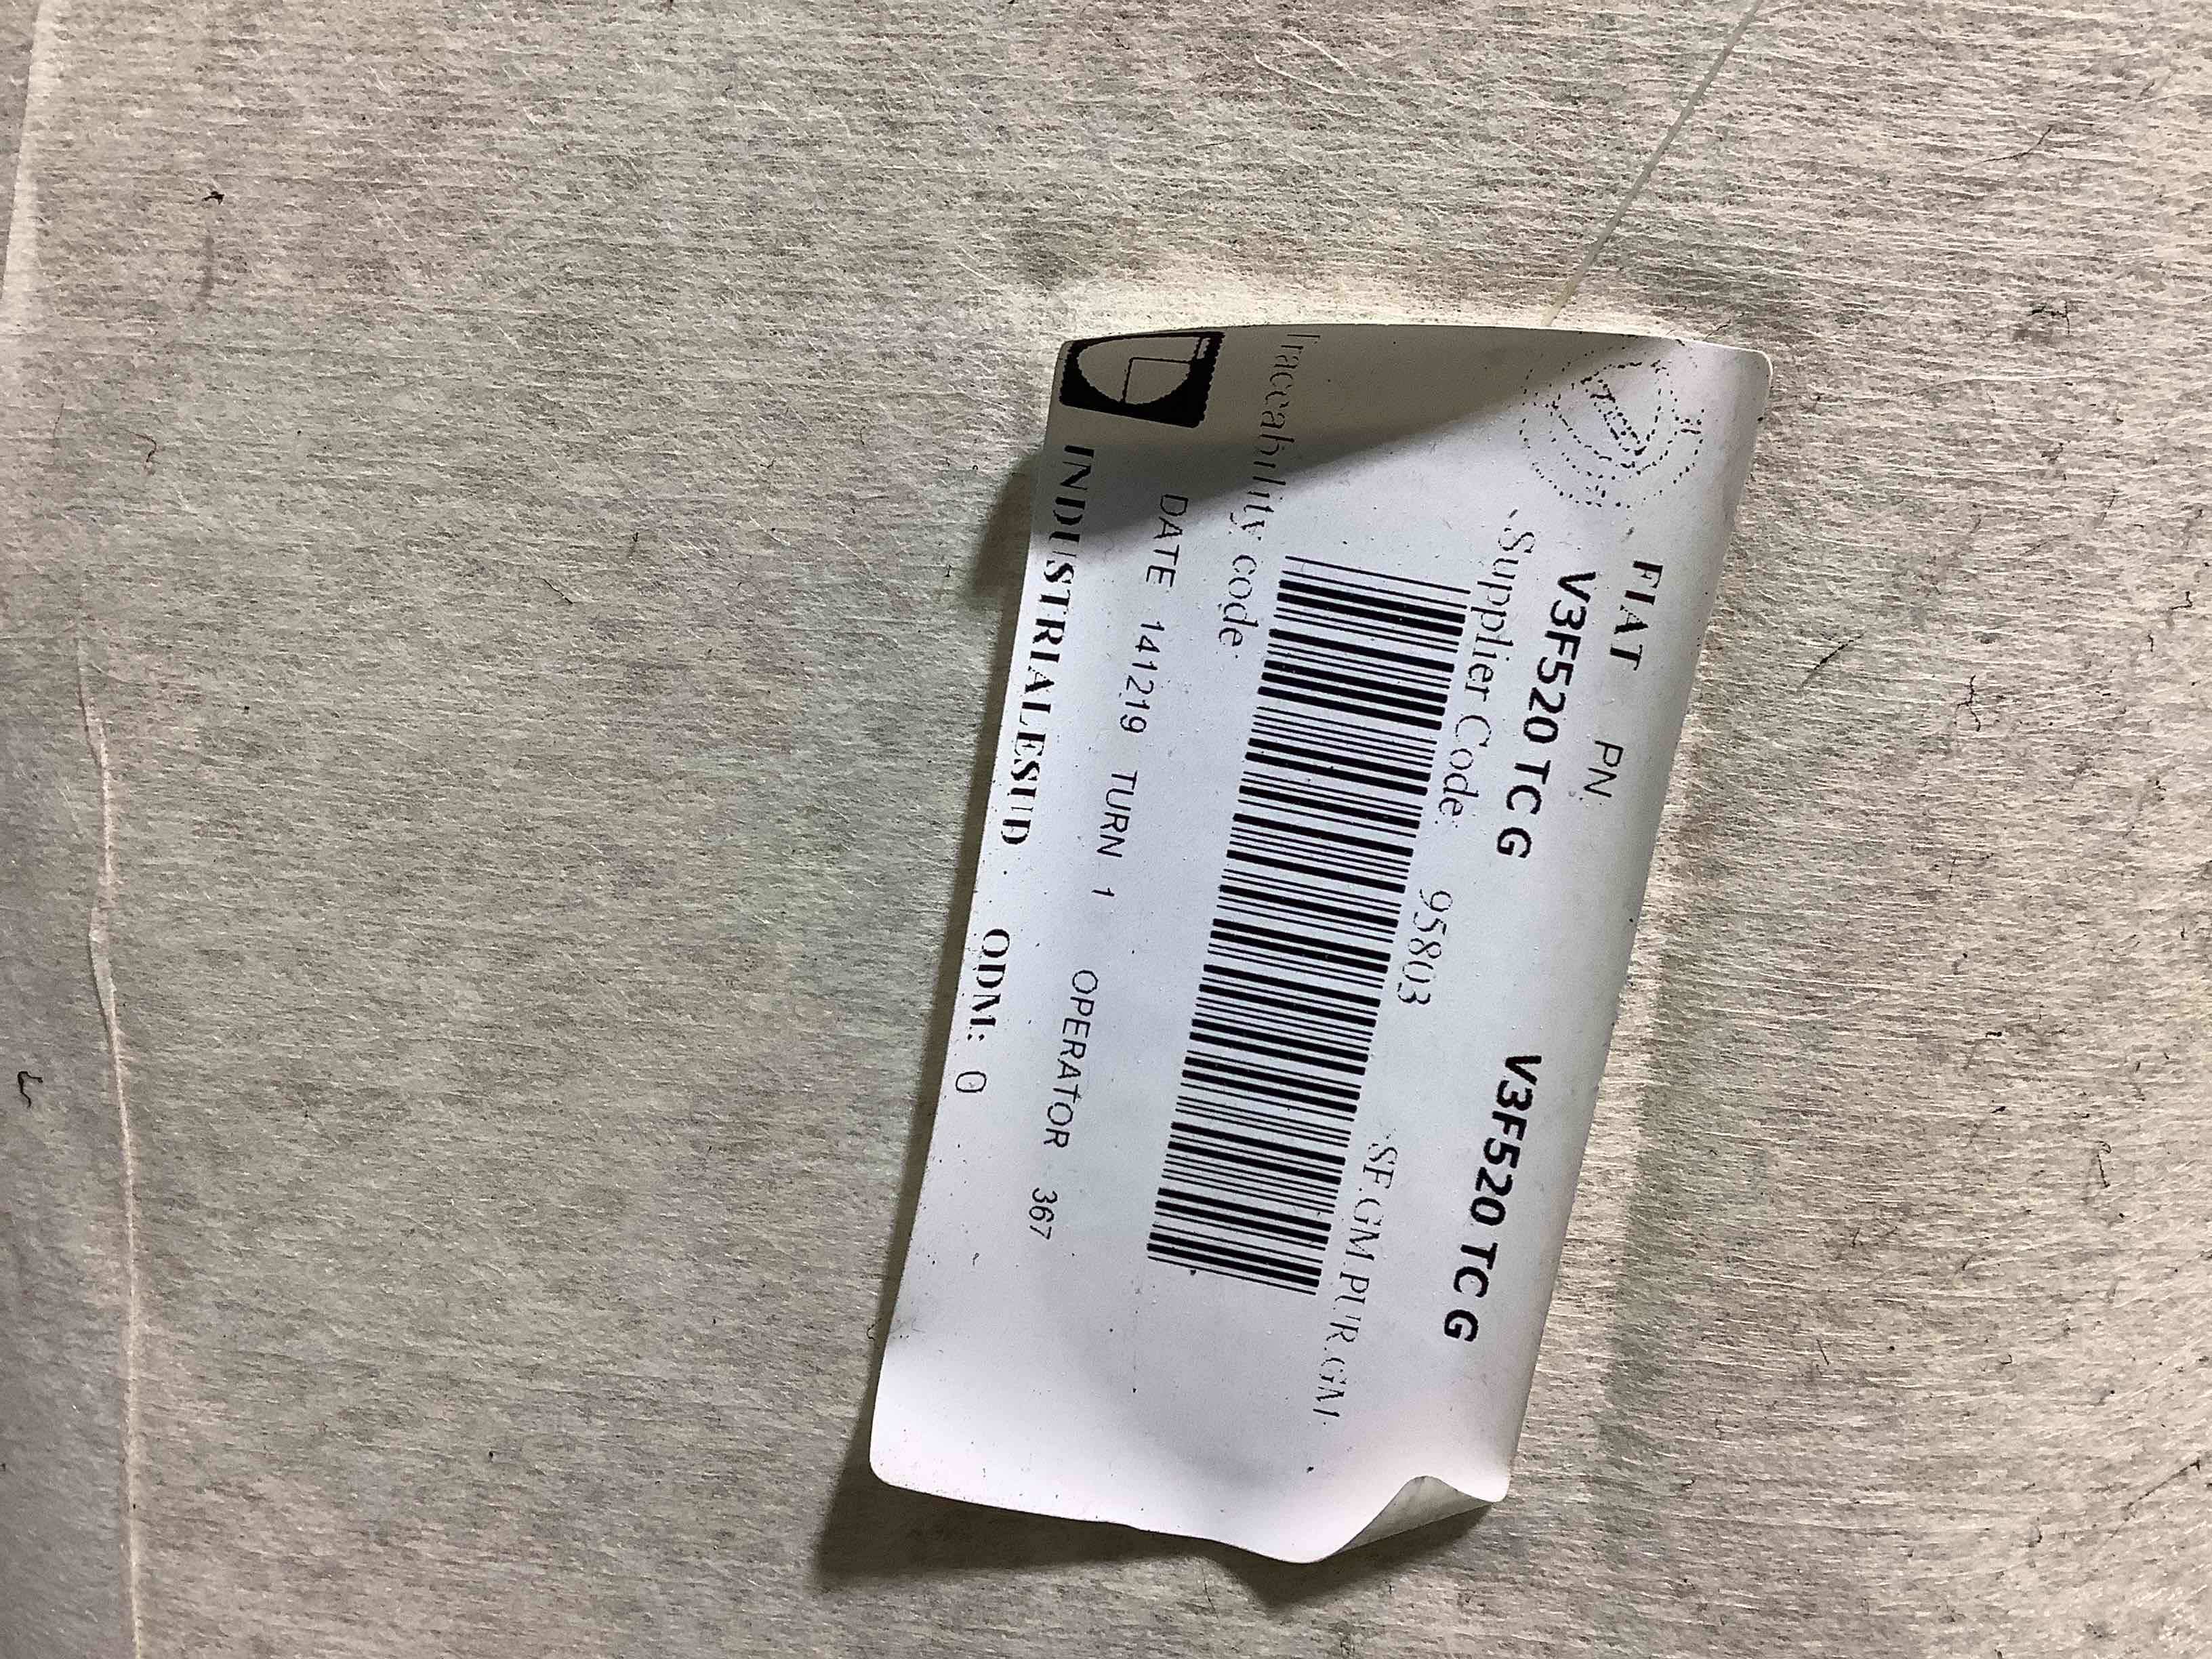 FIAT PN:
V3F520 TC G V3F520 TC G
Supplier Code: 95803 SF.GM.PUR.GM
Traceability code:
DATE 141219 TURN 1 OPERATOR 367
INDUSTRIALESUD . QDM: 0